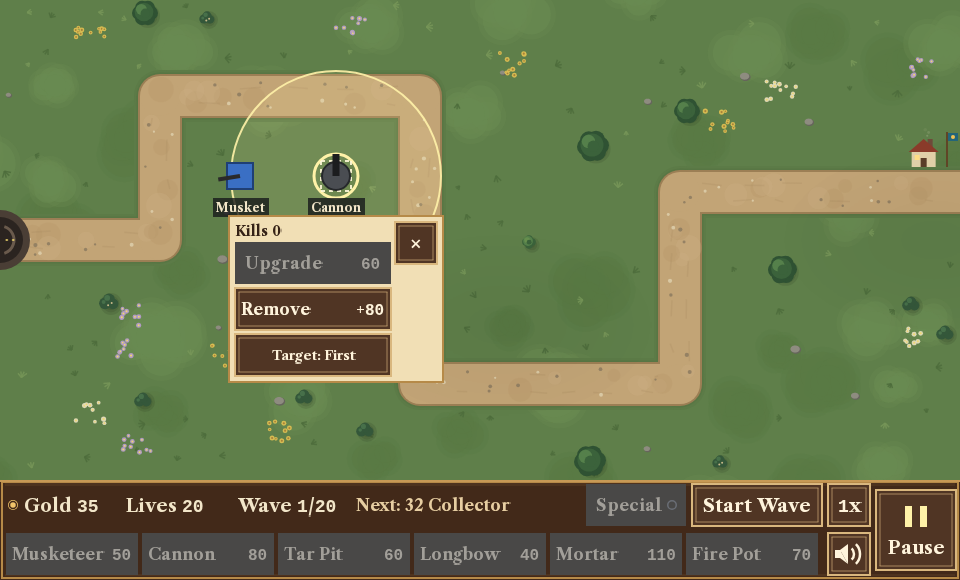 Musket
Cannon
Kills 0
×
Upgrade 60
Remove +80
Target: First
Gold 35 Lives 20 Wave 1/20 Next: 32 Collector
Special Start Wave 1x
Pause
Musketeer 50 Cannon 80 Tar Pit 60 Longbow 40 Mortar 110 Fire Pot 70